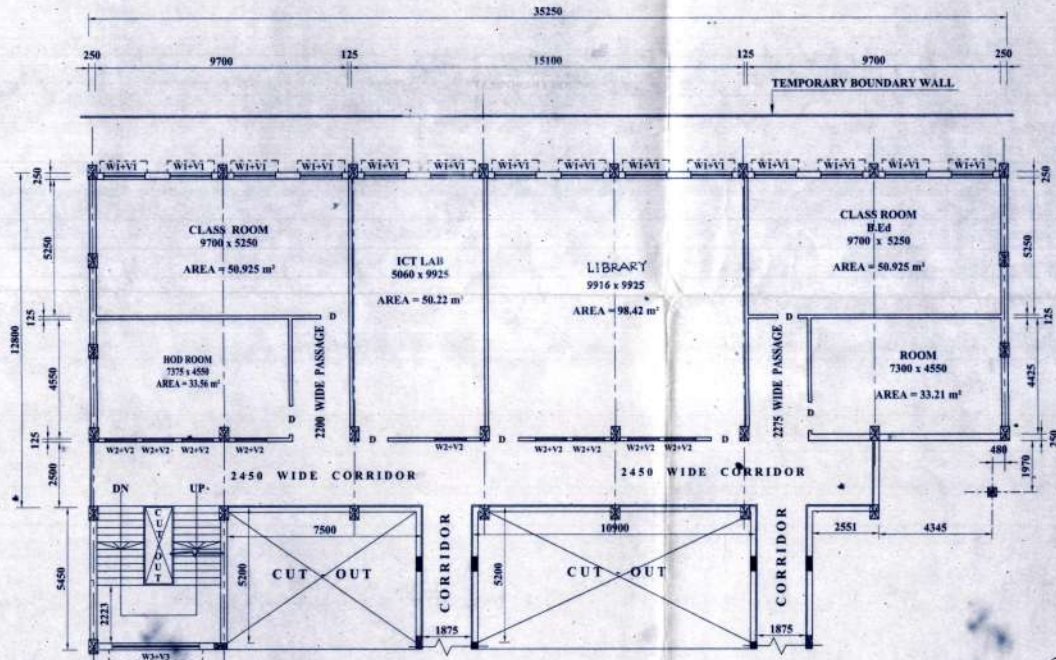 35250
250 9700 125 15100 125 9700 250
TEMPORARY BOUNDARY WALL
W1+V1 W1+V1 W1+V1 W1+V1 W1+V1 W1+V1 W1+V1 W1+V1 W1+V1 W1+V1 W1+V1 W1+V1 W1+V1 W1+V1
250
250
12800
5250
5250
CLASS ROOM
9700 x 5250
AREA = 50.925 m²
ICT LAB
5060 x 9925
AREA = 50.22 m²
LIBRARY
9916 x 9925
AREA = 98.42 m²
CLASS ROOM
B.Ed
9700 x 5250
AREA = 50.925 m²
125
D
D
125
4550
HOD ROOM
7375 x 4550
AREA = 33.56 m²
D
2200 WIDE PASSAGE
2275 WIDE PASSAGE
D
ROOM
7300 x 4550
AREA = 33.21 m²
4425
125
D
D
D
250
W2+V2 W2+V2 W2+V2 W2+V2 W2+V2 W2+V2 W2+V2 W2+V2 W2+V2
2500
2450 WIDE CORRIDOR
2450 WIDE CORRIDOR
480
1970
DN
UP
CUT OUT
7500
10900
2551
4345
5450
5200
CUT - OUT
CORRIDOR
5200
CUT - OUT
CORRIDOR
2223
1875
1875
W3+V3